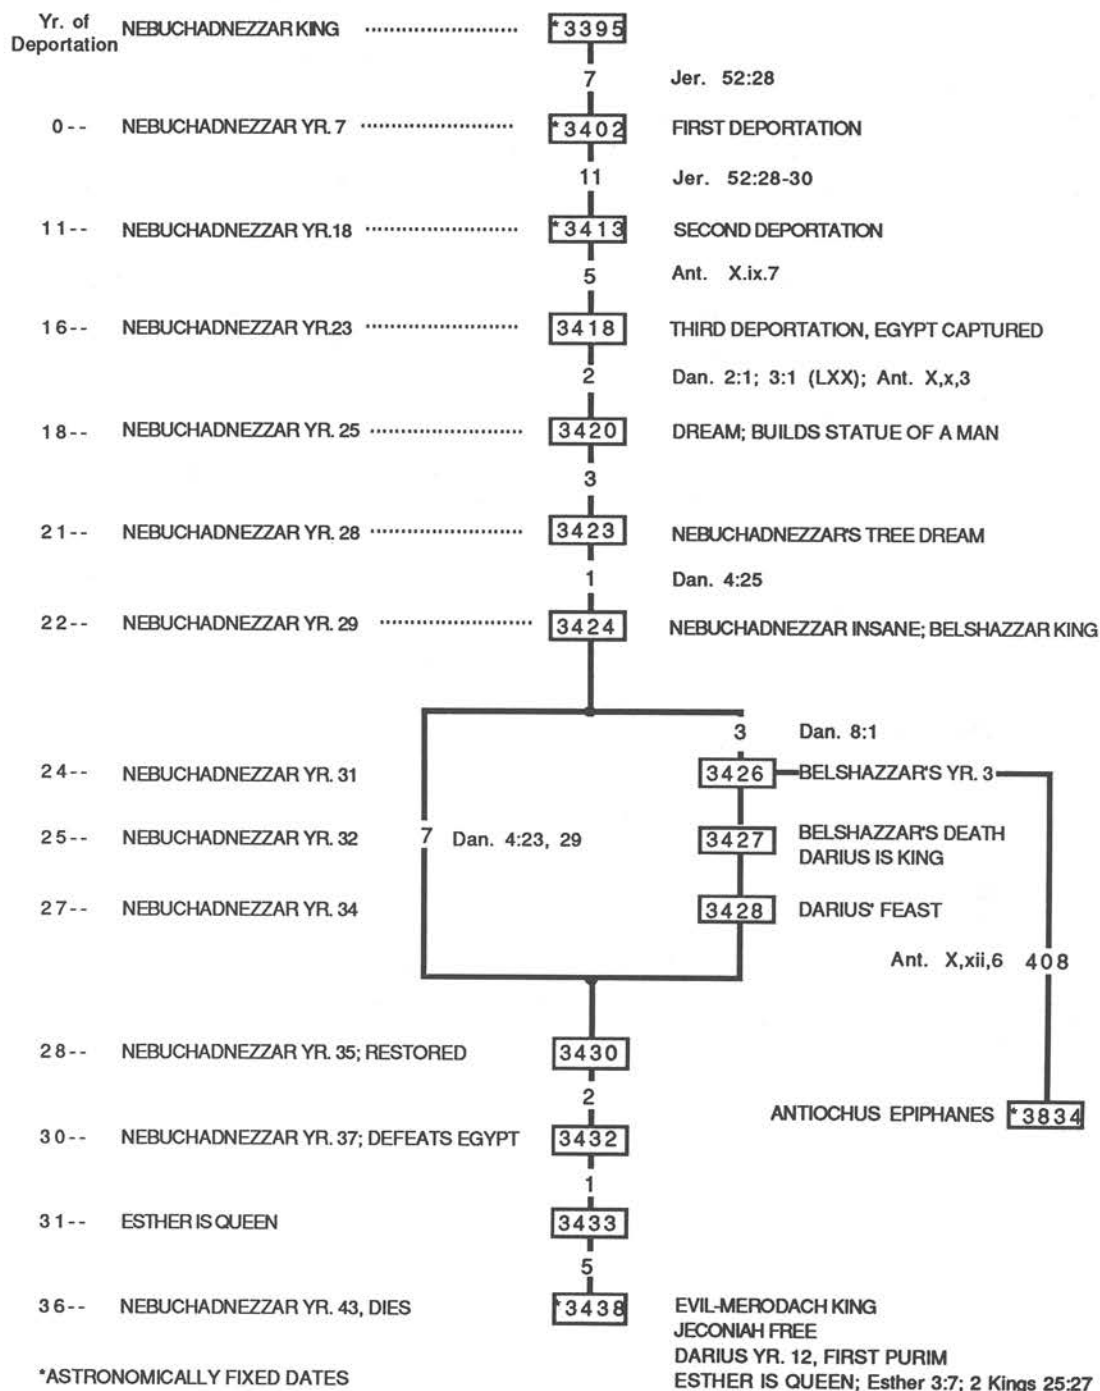 Yr. of
Deportation
NEBUCHADNEZZAR KING ........................ *3395
7 Jer. 52:28
0-- NEBUCHADNEZZAR YR. 7 ........................ *3402 FIRST DEPORTATION
11 Jer. 52:28-30
11-- NEBUCHADNEZZAR YR.18 ........................ *3413 SECOND DEPORTATION
5 Ant. X.ix.7
16-- NEBUCHADNEZZAR YR.23 ........................ 3418 THIRD DEPORTATION, EGYPT CAPTURED
2 Dan. 2:1; 3:1 (LXX); Ant. X,x,3
18-- NEBUCHADNEZZAR YR. 25 ........................ 3420 DREAM; BUILDS STATUE OF A MAN
3
21-- NEBUCHADNEZZAR YR. 28 ........................ 3423 NEBUCHADNEZZAR'S TREE DREAM
1 Dan. 4:25
22-- NEBUCHADNEZZAR YR. 29 ........................ 3424 NEBUCHADNEZZAR INSANE; BELSHAZZAR KING
3 Dan. 8:1
24-- NEBUCHADNEZZAR YR. 31 3426 BELSHAZZAR'S YR. 3
25-- NEBUCHADNEZZAR YR. 32 7 Dan. 4:23, 29 3427 BELSHAZZAR'S DEATH
DARIUS IS KING
27-- NEBUCHADNEZZAR YR. 34 3428 DARIUS' FEAST
Ant. X,xii,6 408
28-- NEBUCHADNEZZAR YR. 35; RESTORED 3430
2
ANTIOCHUS EPIPHANES *3834
30-- NEBUCHADNEZZAR YR. 37; DEFEATS EGYPT 3432
1
31-- ESTHER IS QUEEN 3433
5
36-- NEBUCHADNEZZAR YR. 43, DIES *3438 EVIL-MERODACH KING
JECONIAH FREE
DARIUS YR. 12, FIRST PURIM
*ASTRONOMICALLY FIXED DATES
ESTHER IS QUEEN; Esther 3:7; 2 Kings 25:27